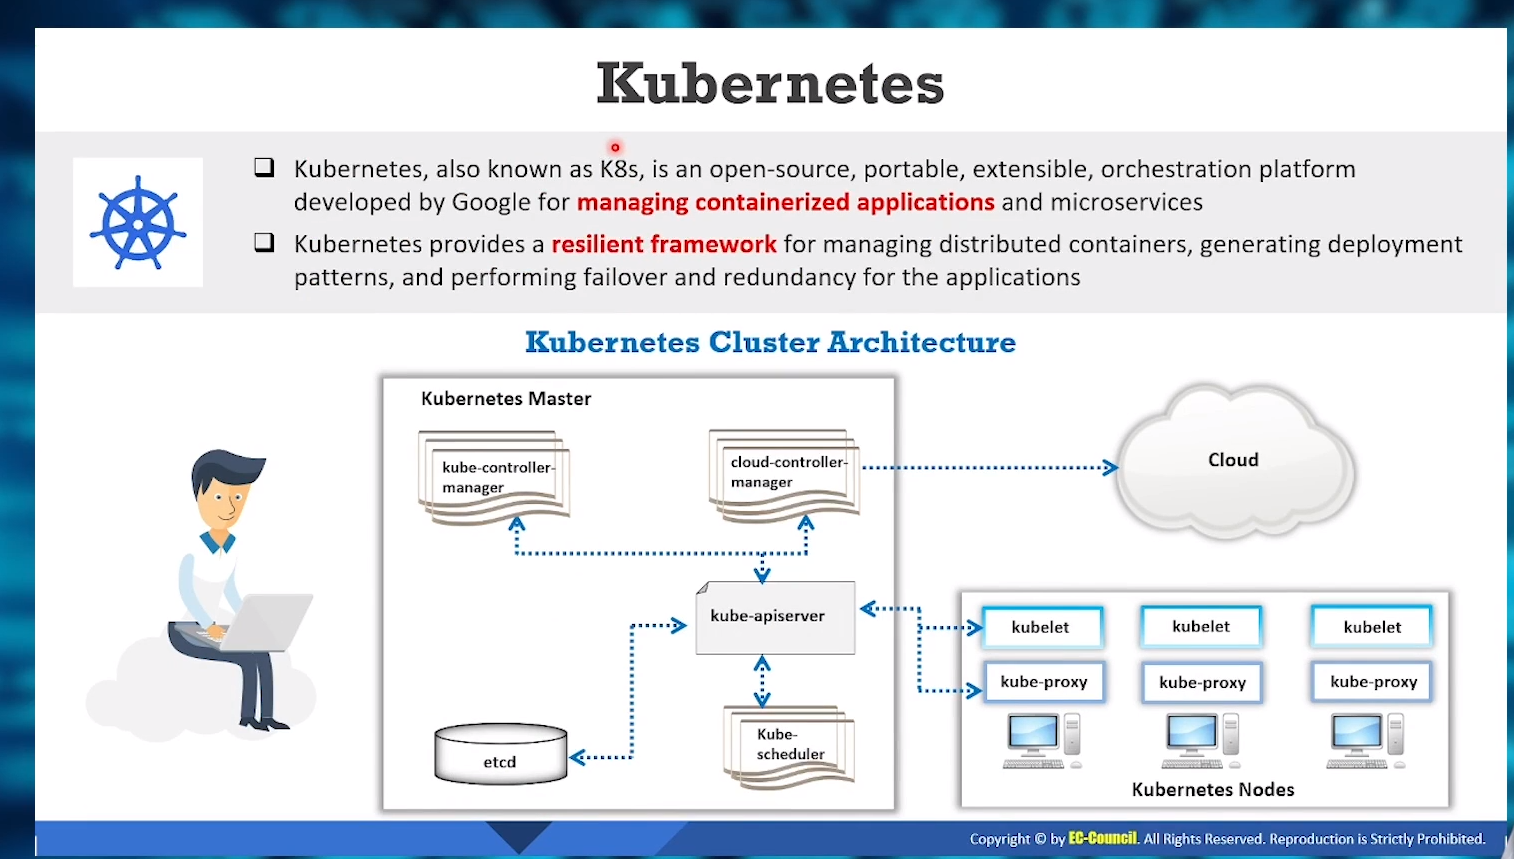 Kubernetes
Kubernetes, also known as K8s, is an open-source, portable, extensible, orchestration platform
developed by Google for managing containerized applications and microservices
Kubernetes provides a resilient framework for managing distributed containers, generating deployment
patterns, and performing failover and redundancy for the applications
Kubernetes Cluster Architecture
Kubernetes Master
kube-controller-
manager
cloud-controller-
manager
Cloud
kube-apiserver
kubelet
kubelet
kubelet
kube-proxy
kube-proxy
kube-proxy
etcd
Kube-
scheduler
Kubernetes Nodes
Copyright © by EC-Council. All Rights Reserved. Reproduction is Strictly Prohibited.